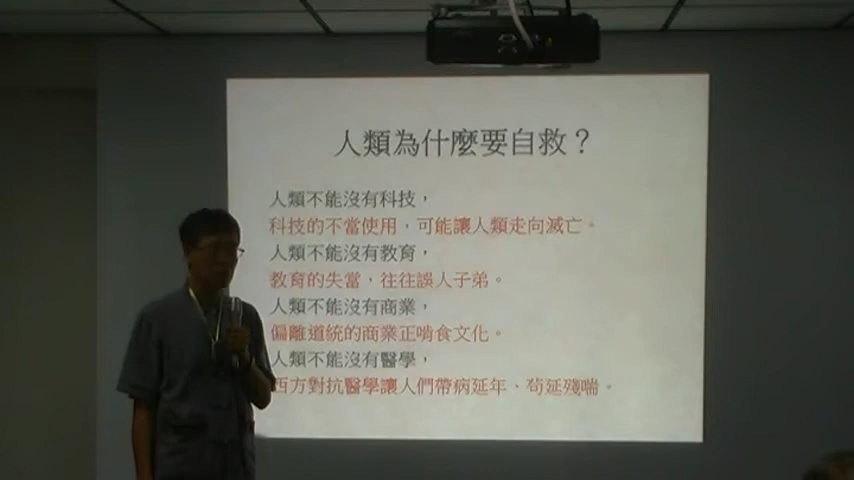 人類為什麼要自救？
人類不能沒有科技，
科技的不當使用，可能讓人類走向滅亡。
人類不能沒有教育，
教育的失當，往往誤人子弟。
人類不能沒有商業，
偏離道統的商業正啃食文化。
人類不能沒有醫學，
西方對抗醫學讓人們帶病延年、苟延殘喘。